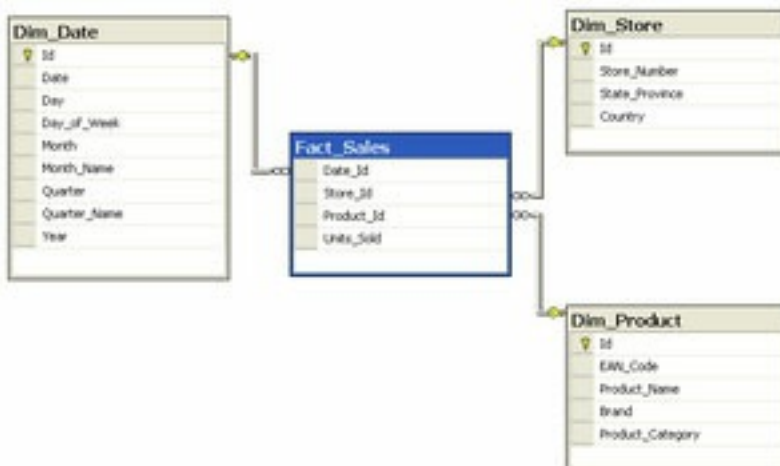 Dim_Date
Id
Date
Day
Day_of_Week
Month
Month_Name
Quarter
Quarter_Name
Year
Fact_Sales
Date_Id
Store_Id
Product_Id
Units_Sold
Dim_Store
Id
Store_Number
State_Province
Country
Dim_Product
Id
EAN_Code
Product_Name
Brand
Product_Category